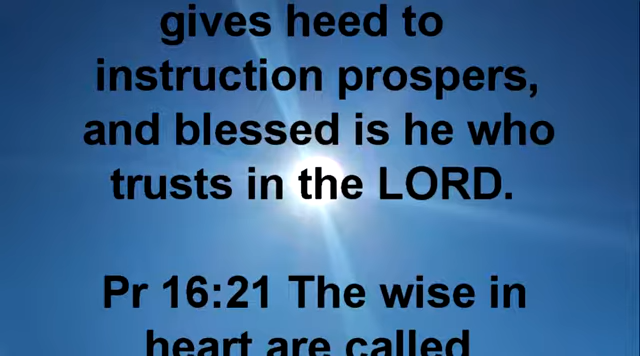 gives heed to
instruction prospers,
and blessed is he who
trusts in the LORD.
Pr 16:21 The wise in
heart are called